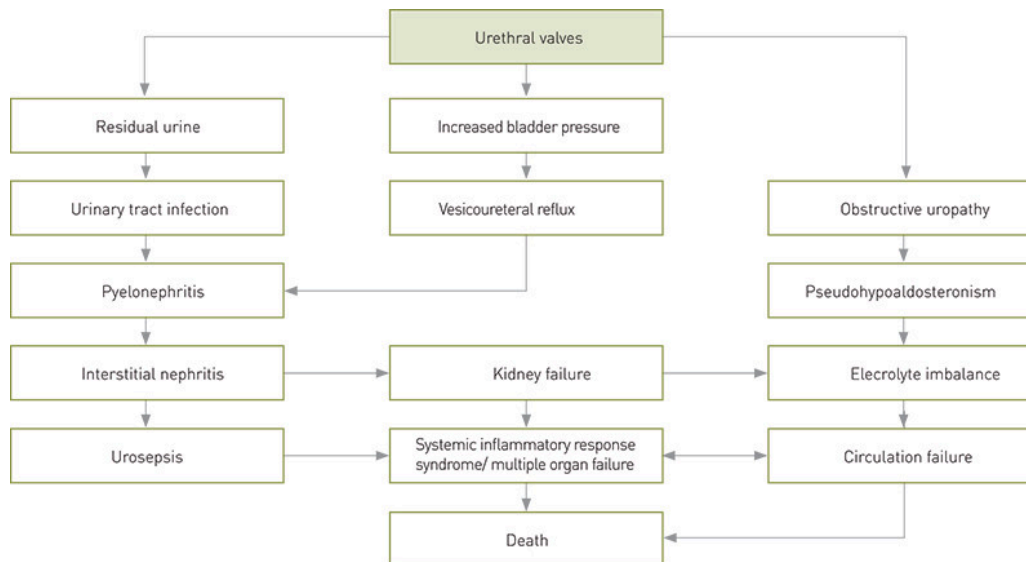 Urethral valves
Residual urine
Increased bladder pressure
Urinary tract infection
Vesicoureteral reflux
Obstructive uropathy
Pyelonephritis
Pseudohypoaldosteronism
Interstitial nephritis
Kidney failure
Elecrolyte imbalance
Urosepsis
Systemic inflammatory response
syndrome/ multiple organ failure
Circulation failure
Death